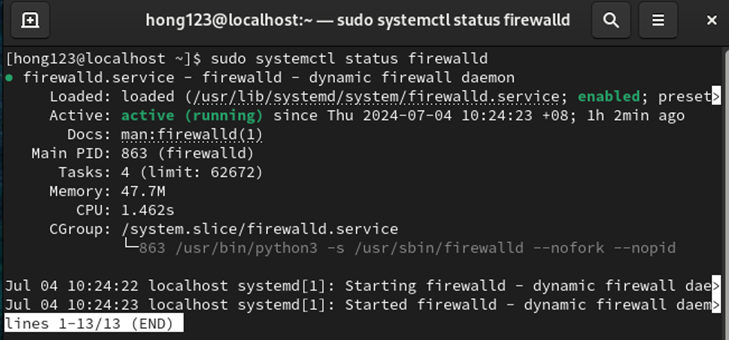 hong123@localhost:~ — sudo systemctl status firewalld
[hong123@localhost ~]$ sudo systemctl status firewalld
● firewalld.service - firewalld - dynamic firewall daemon
Loaded: loaded (/usr/lib/systemd/system/firewalld.service; enabled; preset>
Active: active (running) since Thu 2024-07-04 10:24:23 +08; 1h 2min ago
Docs: man:firewalld(1)
Main PID: 863 (firewalld)
Tasks: 4 (limit: 62672)
Memory: 47.7M
CPU: 1.462s
CGroup: /system.slice/firewalld.service
└─863 /usr/bin/python3 -s /usr/sbin/firewalld --nofork --nopid
Jul 04 10:24:22 localhost systemd[1]: Starting firewalld - dynamic firewall dae>
Jul 04 10:24:23 localhost systemd[1]: Started firewalld - dynamic firewall daem>
lines 1-13/13 (END)